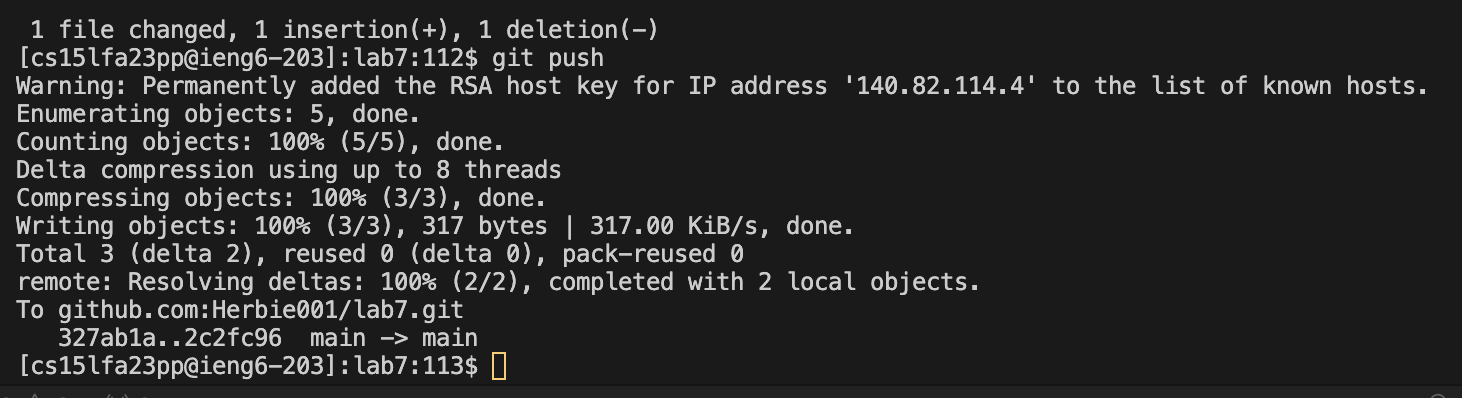 1 file changed, 1 insertion(+), 1 deletion(-)
[cs15lfa23pp@ieng6-203]:lab7:112$ git push
Warning: Permanently added the RSA host key for IP address '140.82.114.4' to the list of known hosts.
Enumerating objects: 5, done.
Counting objects: 100% (5/5), done.
Delta compression using up to 8 threads
Compressing objects: 100% (3/3), done.
Writing objects: 100% (3/3), 317 bytes | 317.00 KiB/s, done.
Total 3 (delta 2), reused 0 (delta 0), pack-reused 0
remote: Resolving deltas: 100% (2/2), completed with 2 local objects.
To github.com:Herbie001/lab7.git
   327ab1a..2c2fc96  main -> main
[cs15lfa23pp@ieng6-203]:lab7:113$